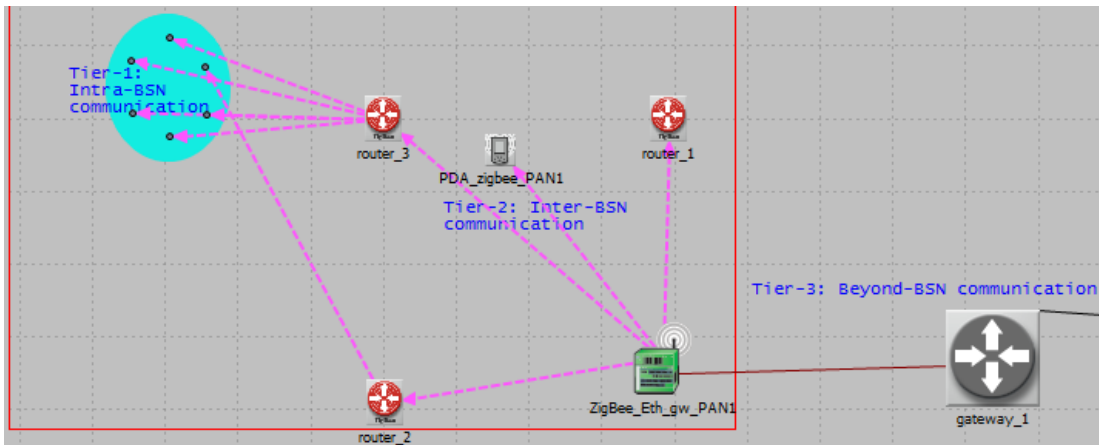 Tier-1:
Intra-BSN
communication
router_3
router_1
PDA_zigbee_PAN1
Tier-2: Inter-BSN
communication
Tier-3: Beyond-BSN communication
ZigBee_Eth_gw_PAN1
gateway_1
router_2